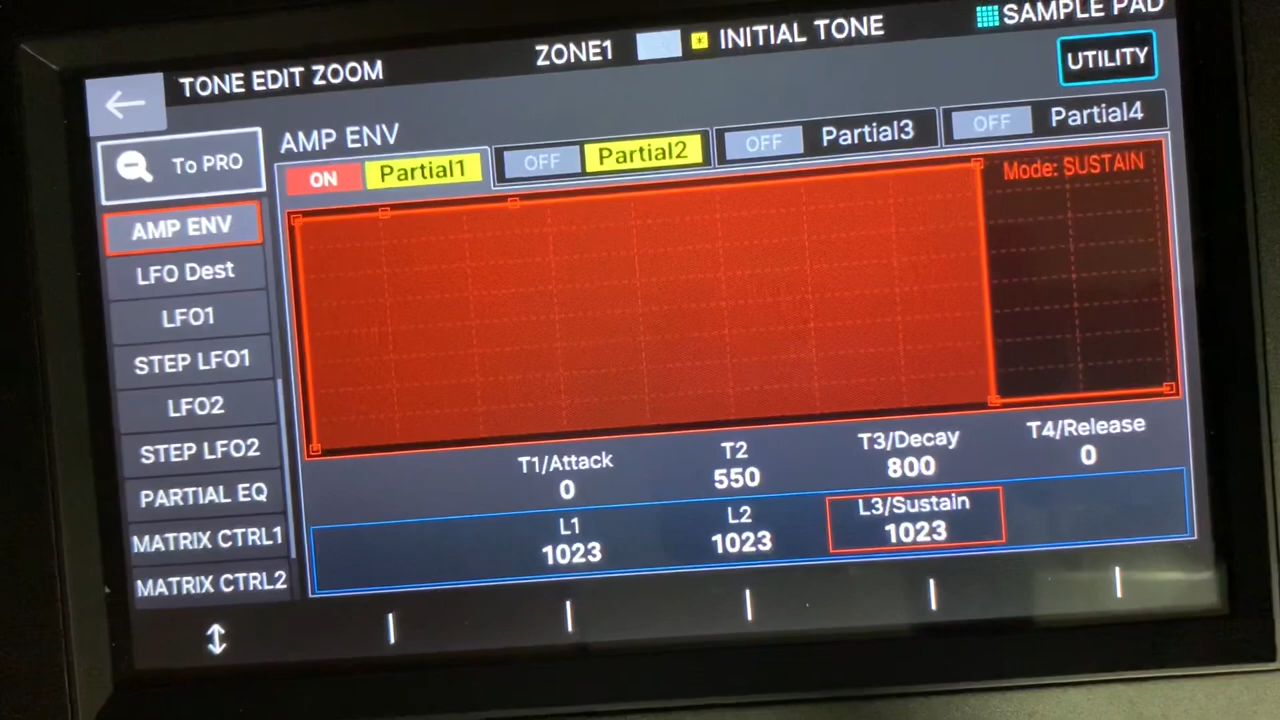 SAMPLE PAD
ZONE1 INITIAL TONE
TONE EDIT ZOOM
UTILITY
To PRO
AMP ENV
ON Partial1 OFF Partial2 OFF Partial3 OFF Partial4
Mode: SUSTAIN
AMP ENV
LFO Dest
LFO1
STEP LFO1
LFO2
STEP LFO2
PARTIAL EQ
MATRIX CTRL1
MATRIX CTRL2
T1/Attack T2 T3/Decay T4/Release
0 550 800 0
L1 L2 L3/Sustain
1023 1023 1023